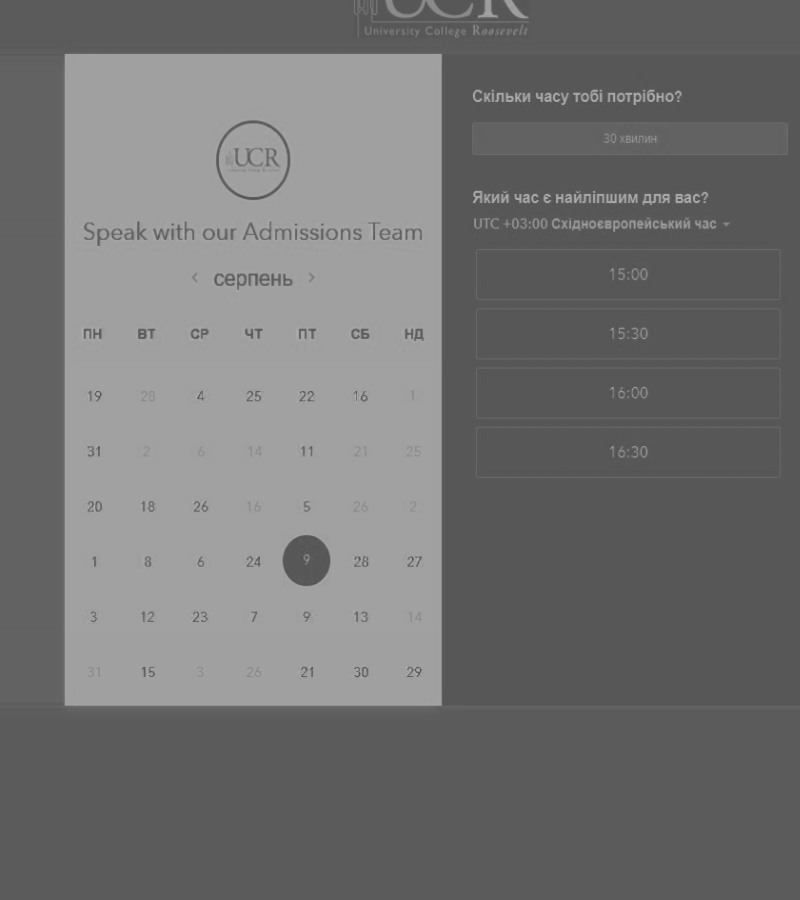 UCR
University College Roosevelt
UCR
Speak with our Admissions Team
серпень
ПН ВТ СР ЧТ ПТ СБ НД
19 20 4 25 22 16 1
31 2 6 14 11 21 25
20 18 26 16 5 26 2
1 8 6 24 9 28 27
3 12 23 7 9 13 14
31 15 3 26 21 30 29
Скільки часу тобі потрібно?
30 хвилин
Який час є найліпшим для вас?
UTC +03:00 Східноєвропейський час
15:00
15:30
16:00
16:30